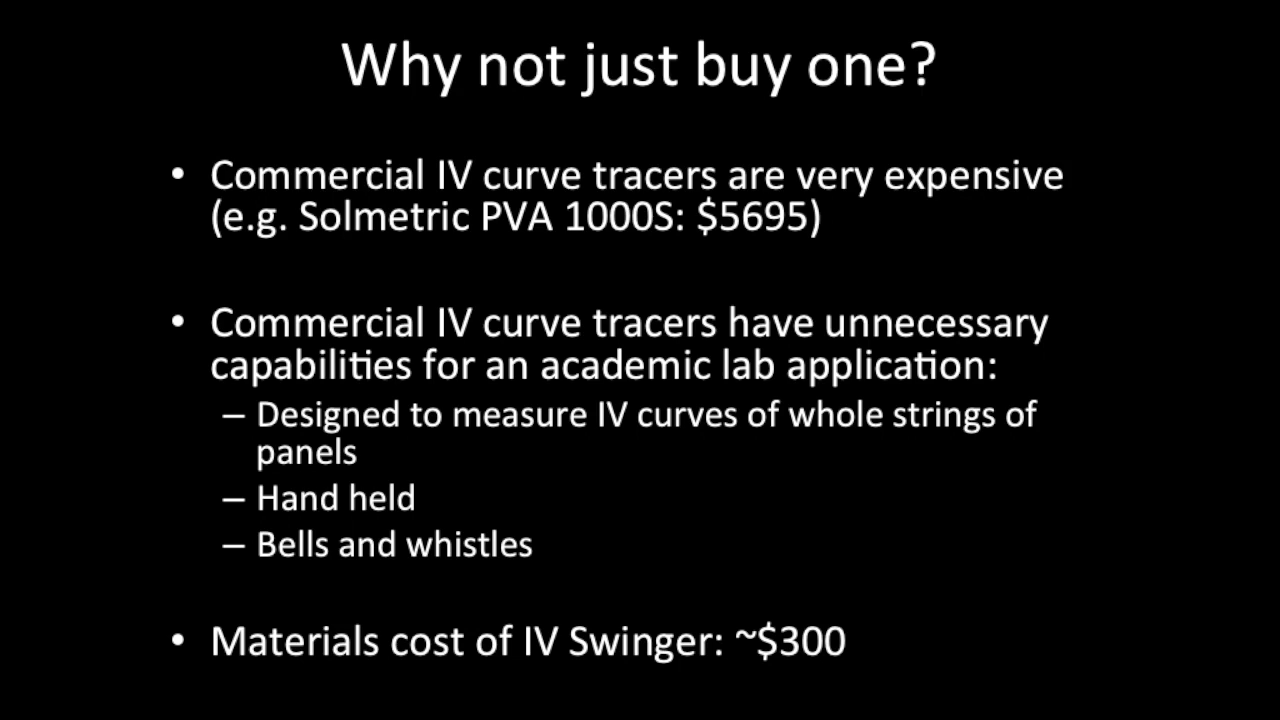 Why not just buy one?
• Commercial IV curve tracers are very expensive
(e.g. Solmetric PVA 1000S: $5695)
• Commercial IV curve tracers have unnecessary
capabilities for an academic lab application:
– Designed to measure IV curves of whole strings of
panels
– Hand held
– Bells and whistles
• Materials cost of IV Swinger: ~$300